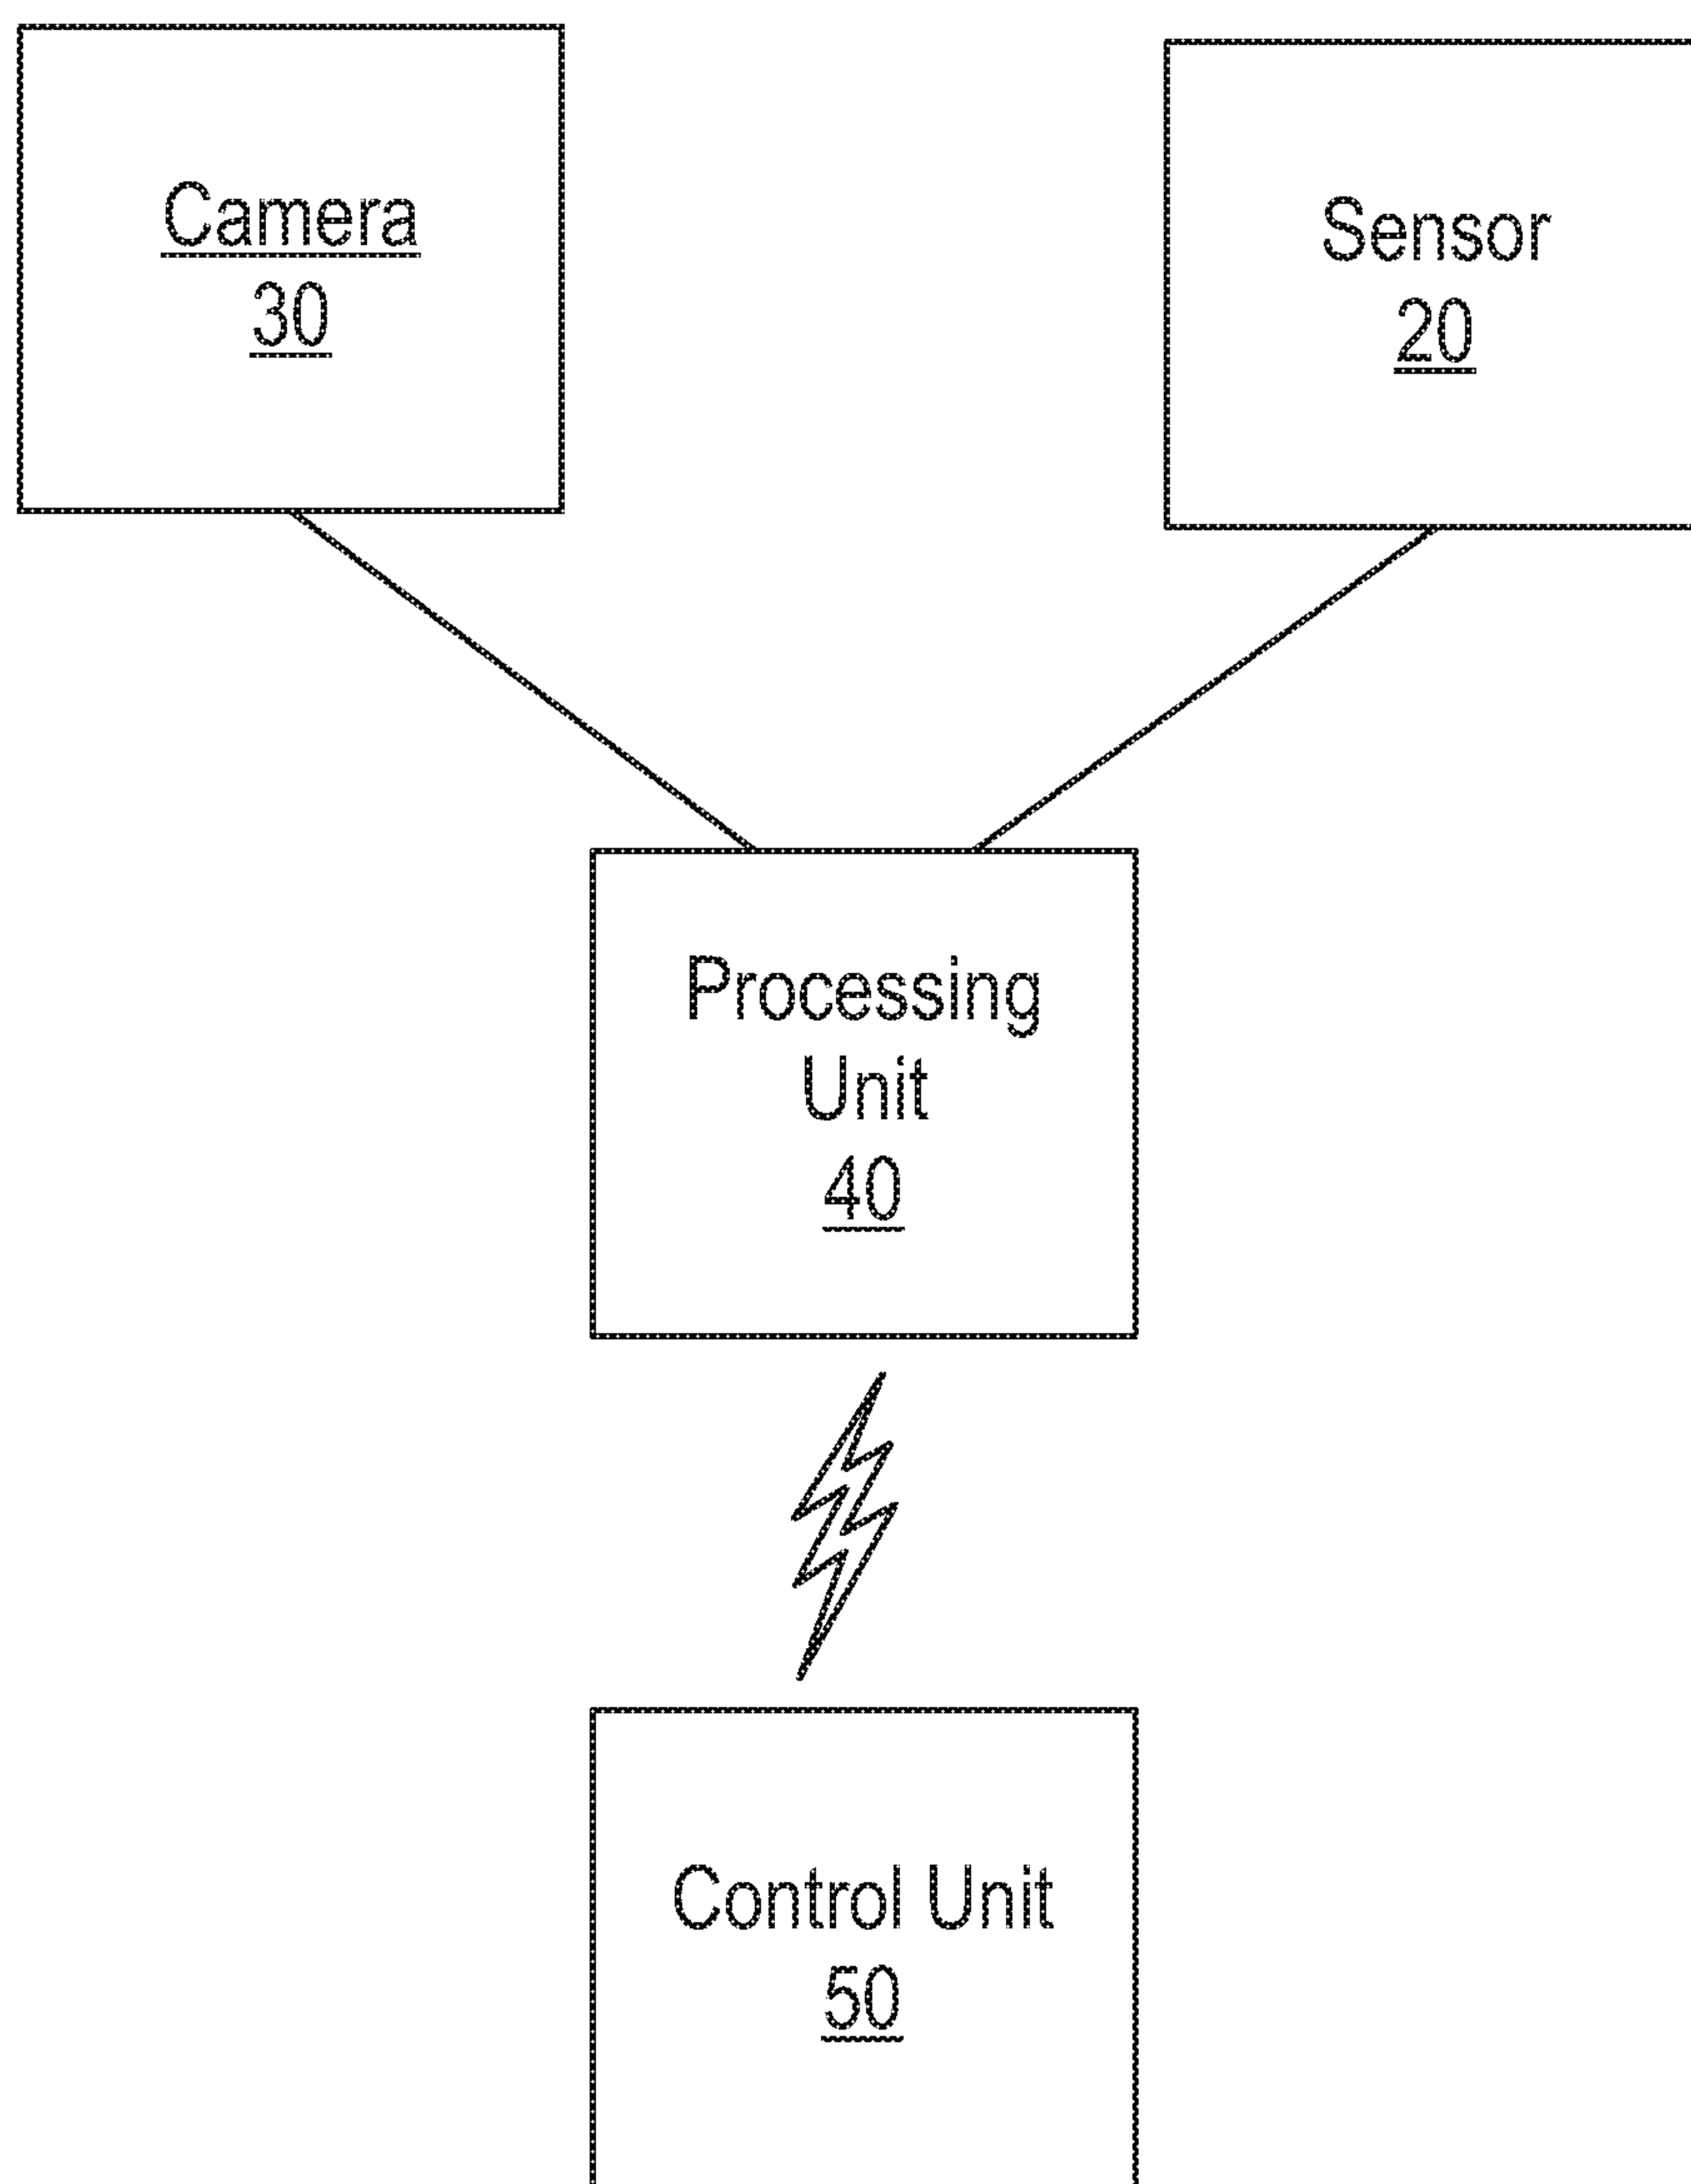 Camera
30
Sensor
20
Processing
Unit
40
Control Unit
50